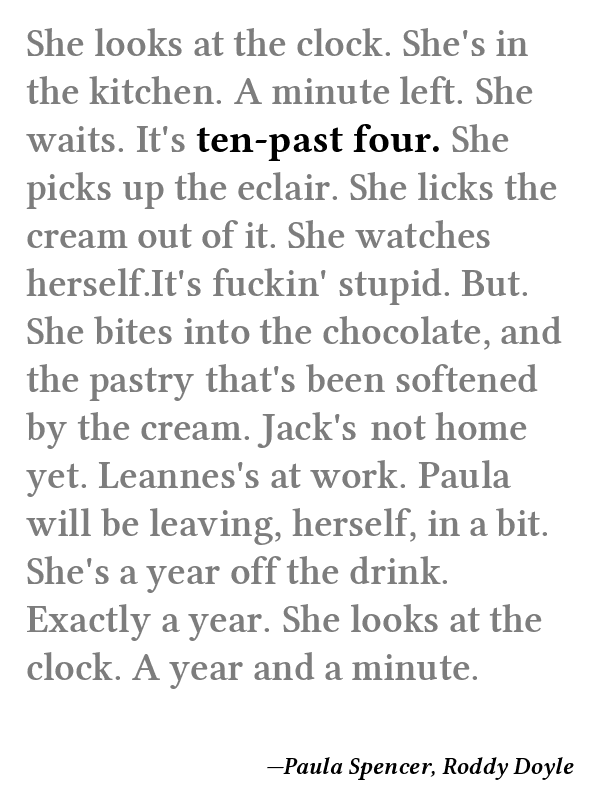 She looks at the clock. She's in
the kitchen. A minute left. She
waits. It's ten-past four. She
picks up the eclair. She licks the
cream out of it. She watches
herself.It's fuckin' stupid. But.
She bites into the chocolate, and
the pastry that's been softened
by the cream. Jack's not home
yet. Leannes's at work. Paula
will be leaving, herself, in a bit.
She's a year off the drink.
Exactly a year. She looks at the
clock. A year and a minute.
—Paula Spencer, Roddy Doyle